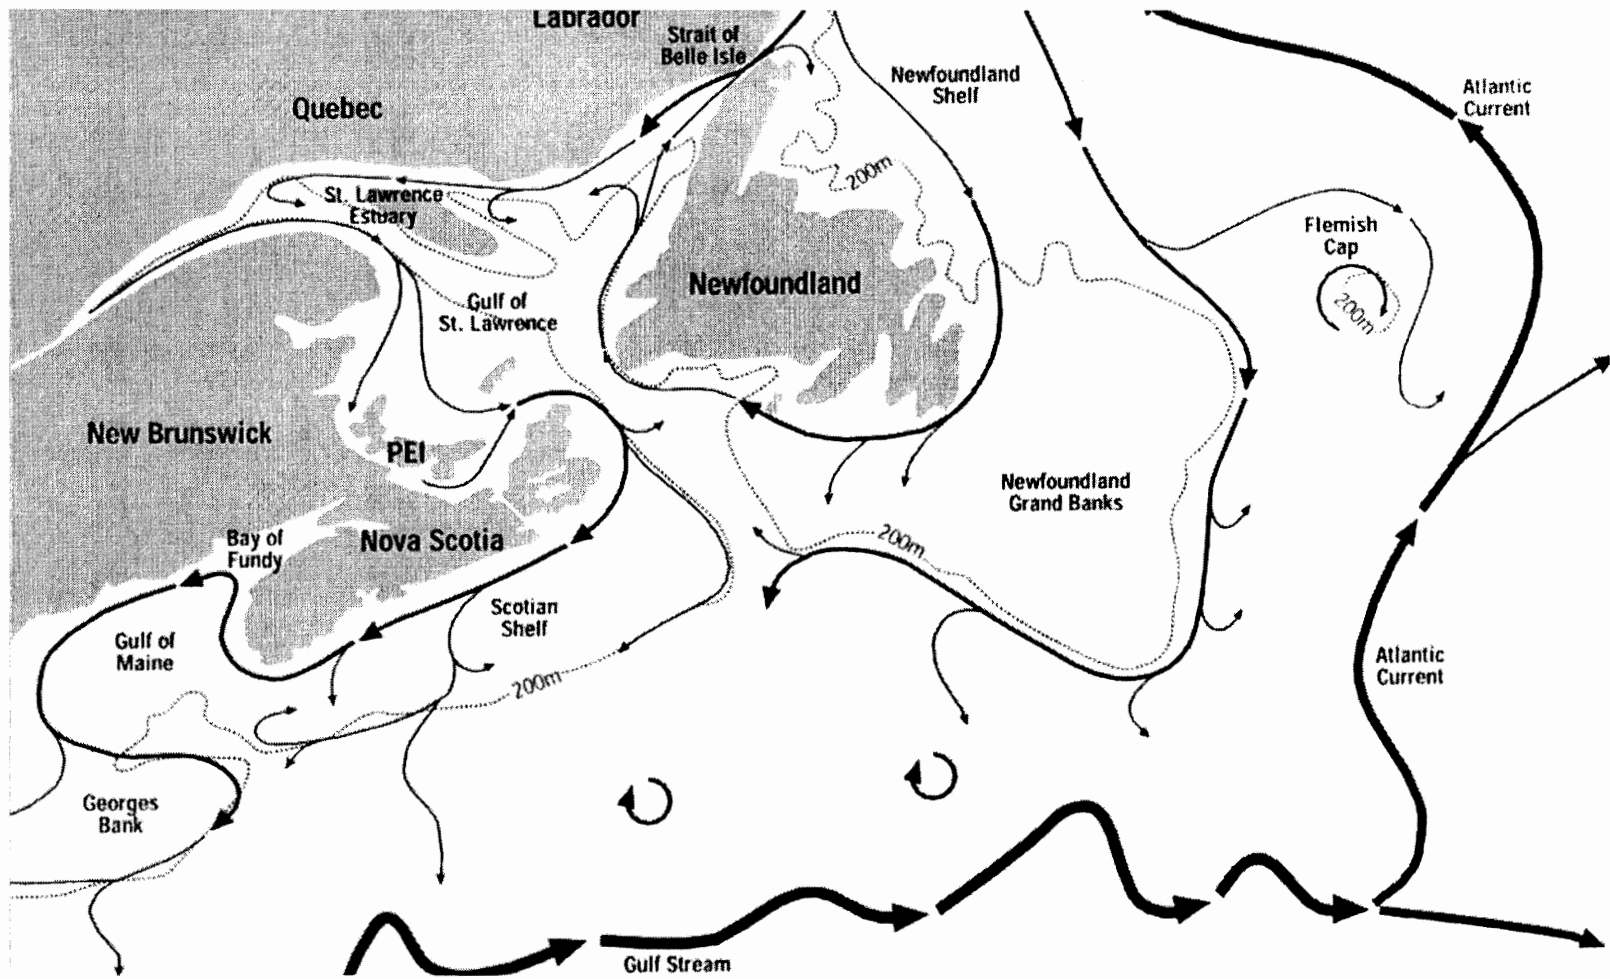 Labrador
Strait of
Belle Isle
Newfoundland
Shelf
Atlantic
Current
Quebec
200m
St. Lawrence
Estuary
Flemish
Cap
200m
Newfoundland
Gulf of
St. Lawrence
New Brunswick
PEI
Newfoundland
Grand Banks
Bay of
Fundy
Nova Scotia
200m
Scotian
Shelf
Gulf of
Maine
Atlantic
Current
200m
Georges
Bank
Gulf Stream